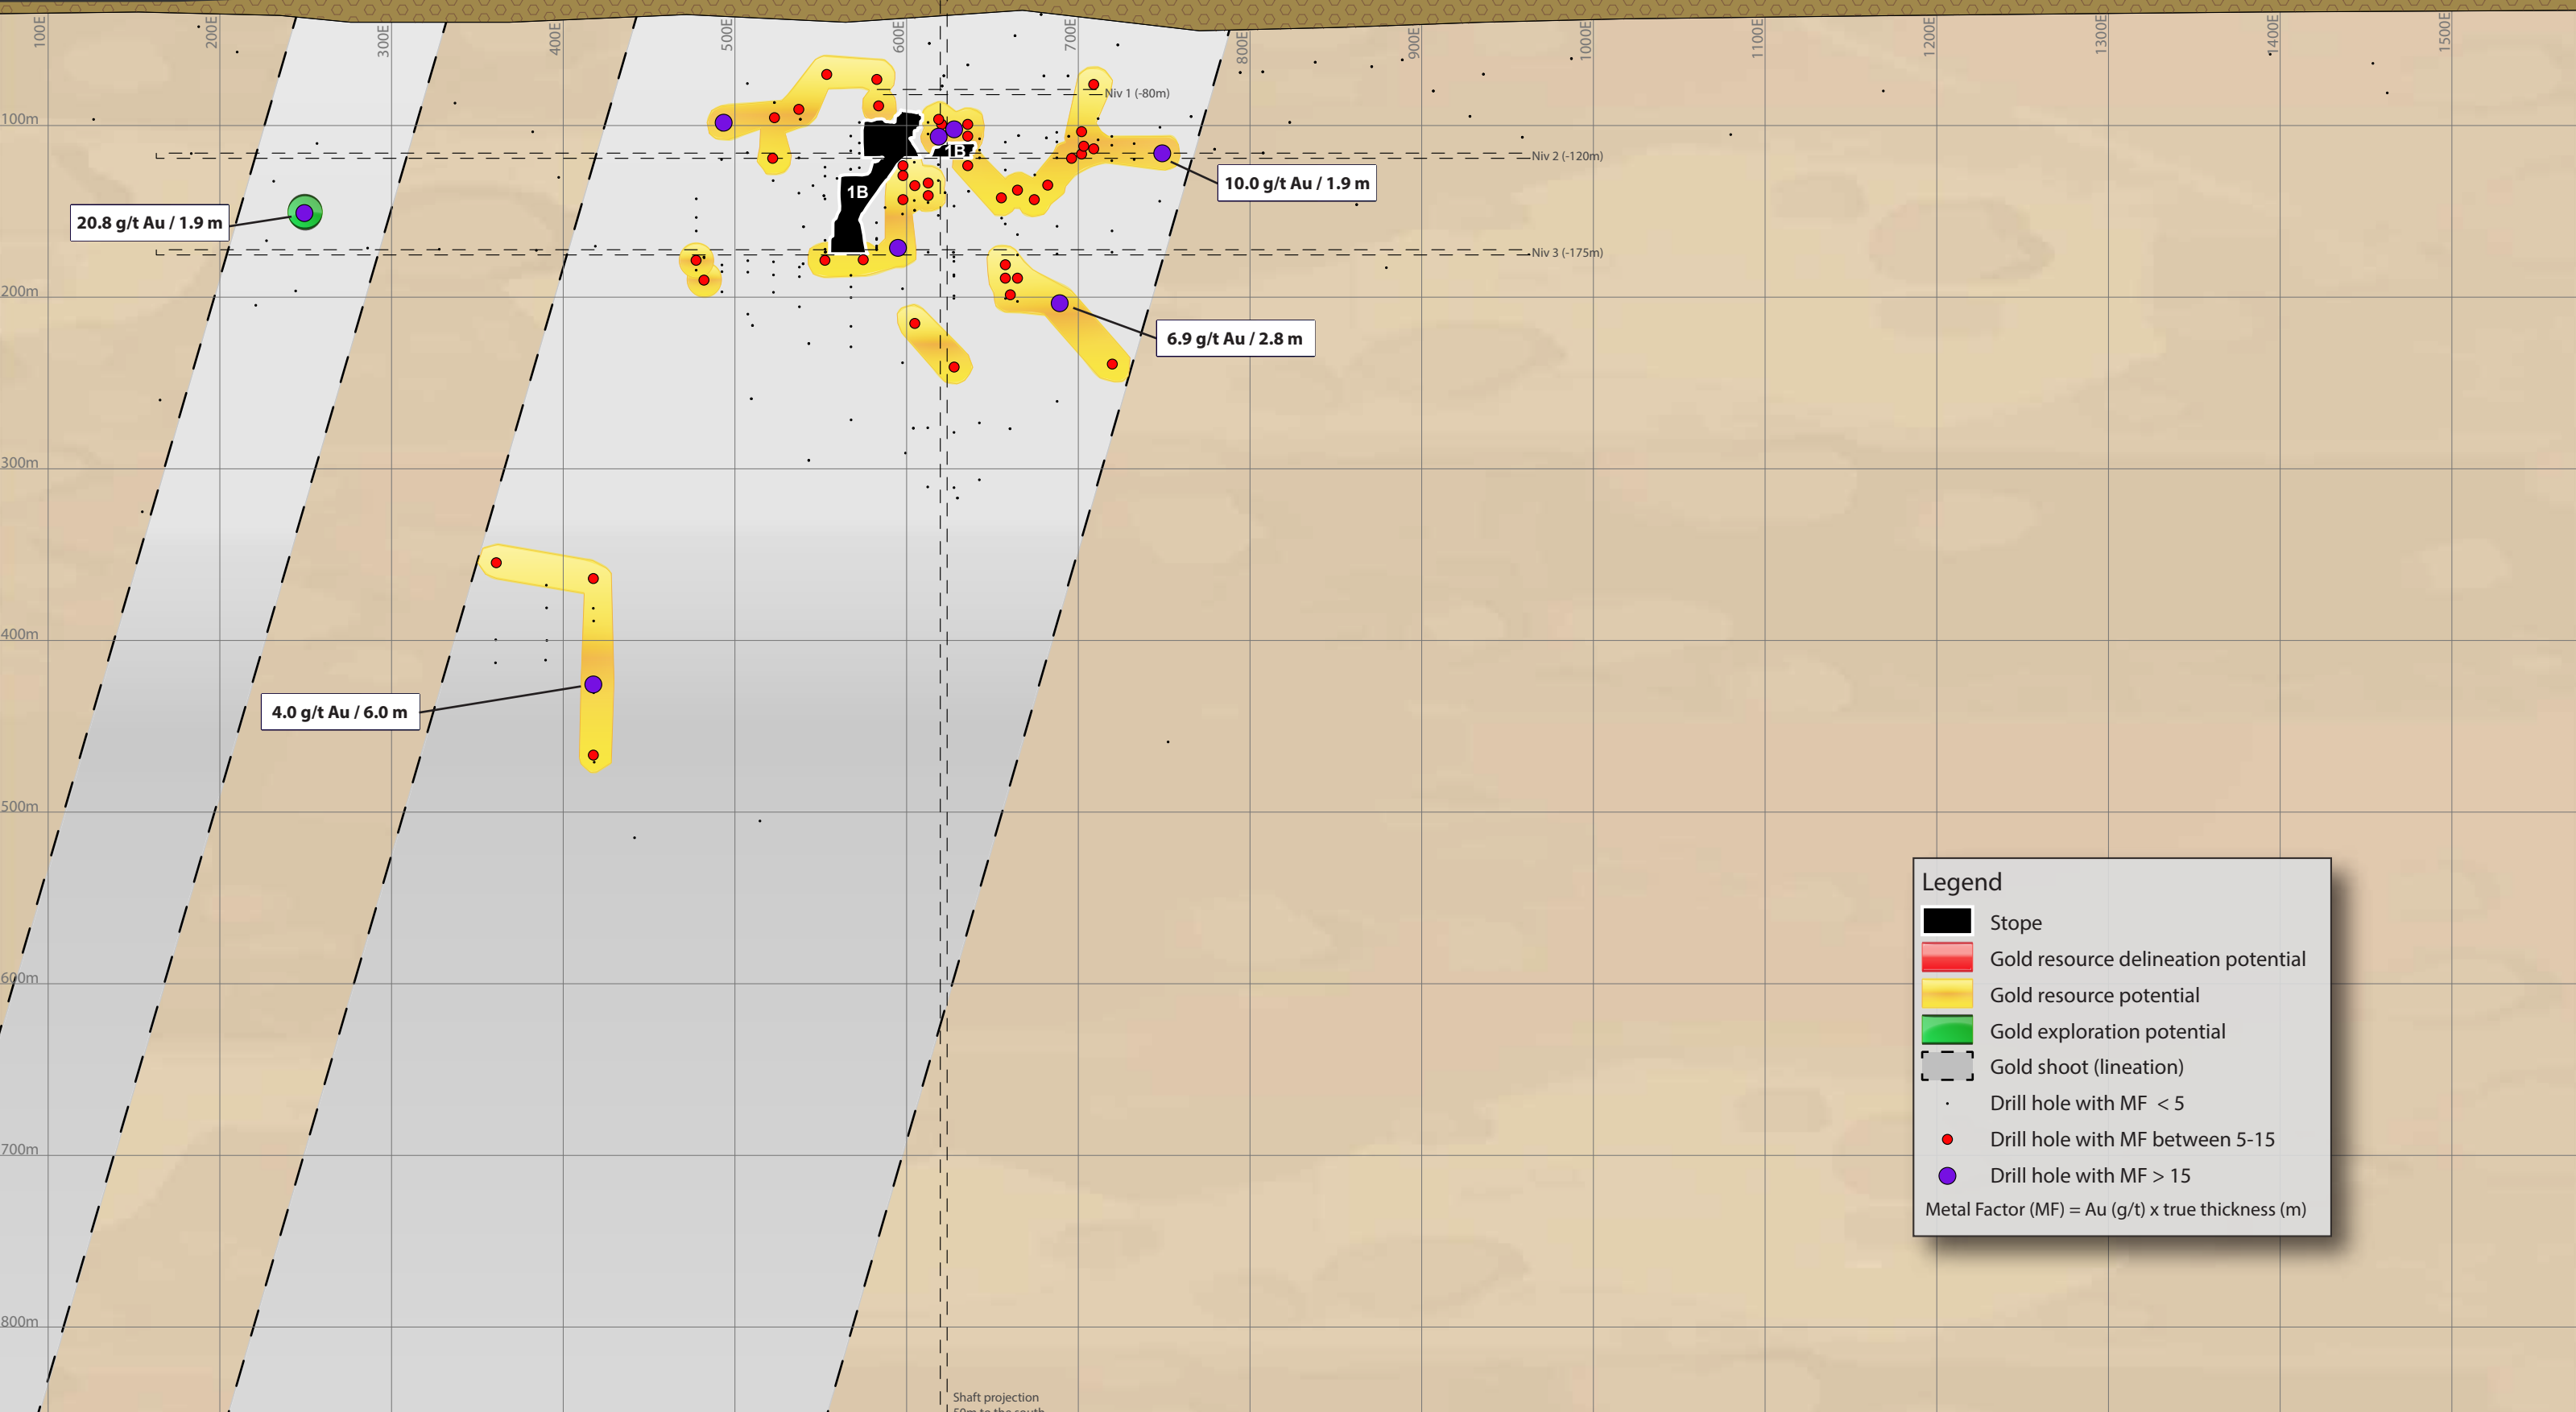 100E
200E
300E
400E
500E
600E
700E
800E
900E
1000E
1100E
1200E
1300E
1400E
1500E
Niv 1 (-80m)
100m
1B
Niv 2 (-120m)
10.0 g/t Au / 1.9 m
1B
20.8 g/t Au / 1.9 m
Niv 3 (-175m)
200m
6.9 g/t Au / 2.8 m
300m
400m
4.0 g/t Au / 6.0 m
500m
600m
700m
800m
Legend
Stope
Gold resource delineation potential
Gold resource potential
Gold exploration potential
Gold shoot (lineation)
Drill hole with MF < 5
Drill hole with MF between 5-15
Drill hole with MF > 15
Metal Factor (MF) = Au (g/t) x true thickness (m)
Shaft projection
50m to the south